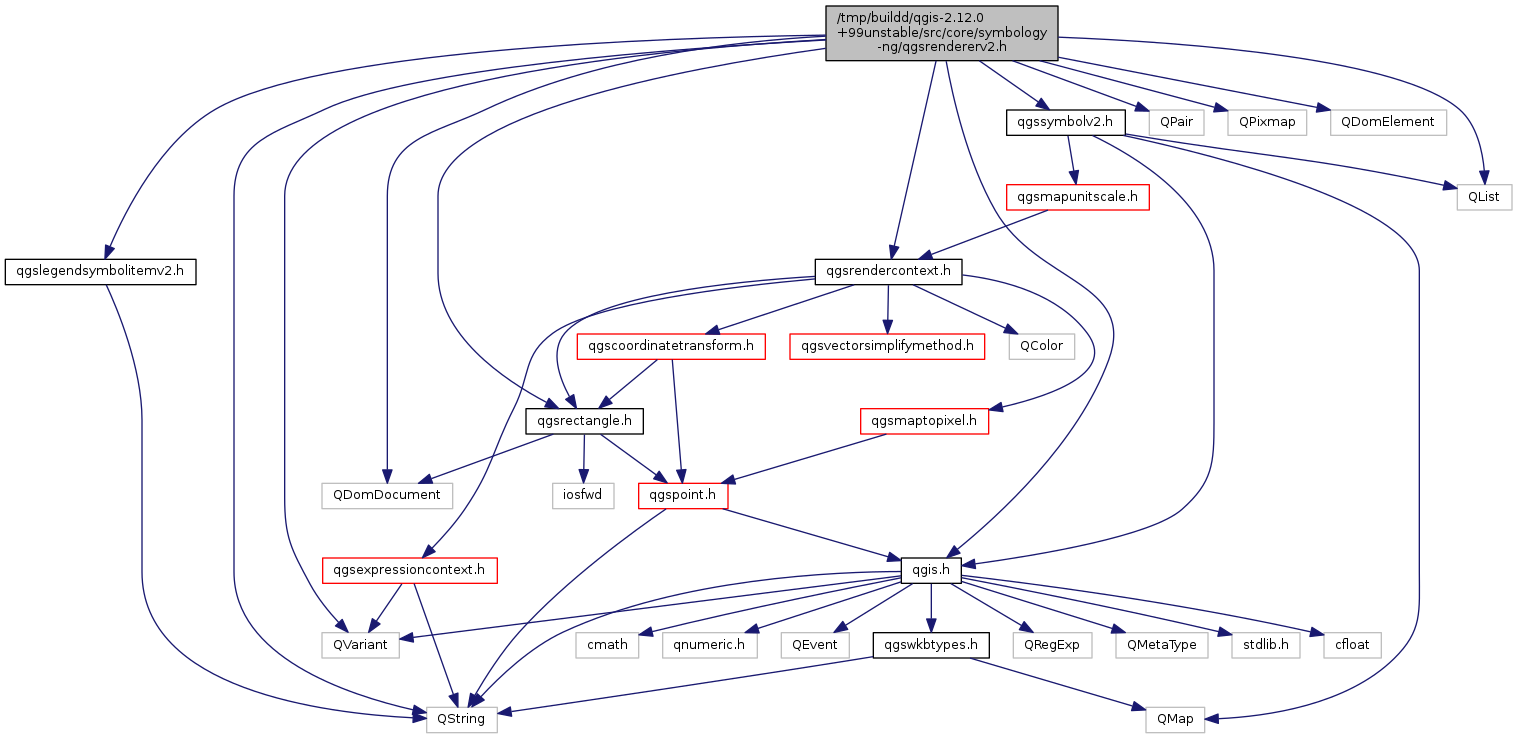 /tmp/buildd/qgis-2.12.0
+99unstable/src/core/symbology
-ng/qgsrendererv2.h
qgssymbolv2.h
QPair
QPixmap
QDomElement
qgsmapunitscale.h
QList
qgslegendsymbolitemv2.h
qgsrendercontext.h
qgscoordinatetransform.h
qgsvectorsimplifymethod.h
QColor
qgsrectangle.h
qgsmaptopixel.h
QDomDocument
iosfwd
qgspoint.h
qgsexpressioncontext.h
qgis.h
QVariant
cmath
qnumeric.h
QEvent
qgswkbtypes.h
QRegExp
QMetaType
stdlib.h
cfloat
QString
QMap